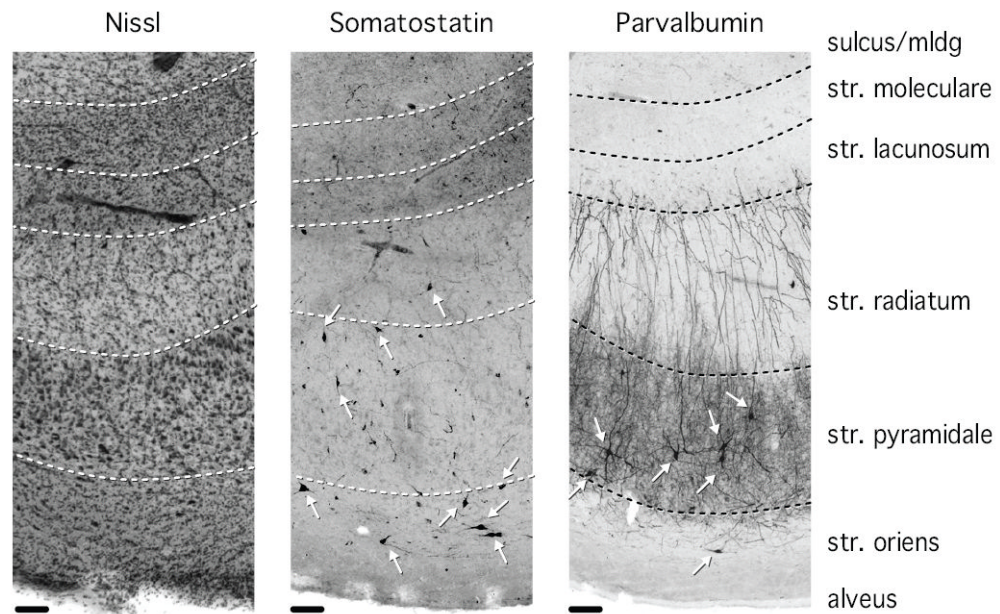 Nissl
Somatostatin
Parvalbumin
sulcus/mldg
str. moleculare
str. lacunosum
str. radiatum
str. pyramidale
str. oriens
alveus